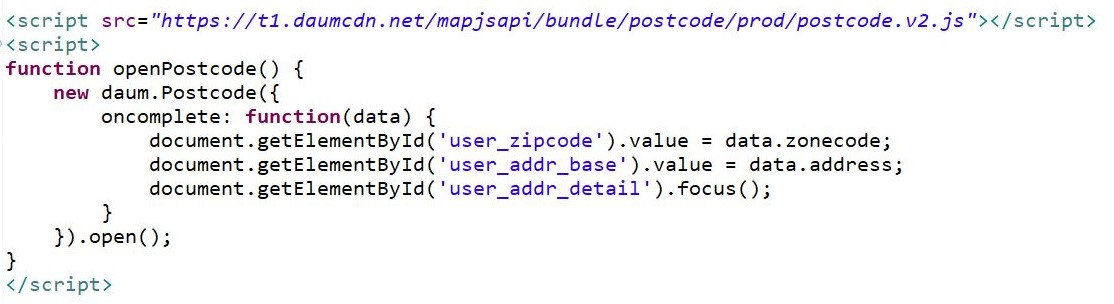 <script src="https://t1.daumcdn.net/mapjsapi/bundle/postcode/prod/postcode.v2.js"></script>
<script>
function openPostcode() {
    new daum.Postcode({
        oncomplete: function(data) {
            document.getElementById('user_zipcode').value = data.zonecode;
            document.getElementById('user_addr_base').value = data.address;
            document.getElementById('user_addr_detail').focus();
        }
    }).open();
}
</script>